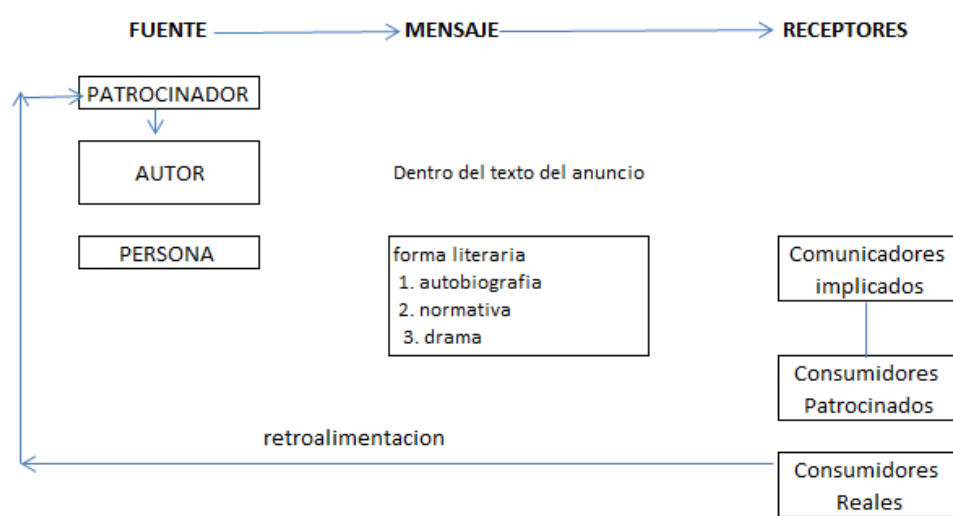 FUENTE
MENSAJE
RECEPTORES
PATROCINADOR
AUTOR
Dentro del texto del anuncio
PERSONA
forma literaria
1. autobiografia
2. normativa
3. drama
Comunicadores
implicados
Consumidores
Patrocinados
retroalimentacion
Consumidores
Reales